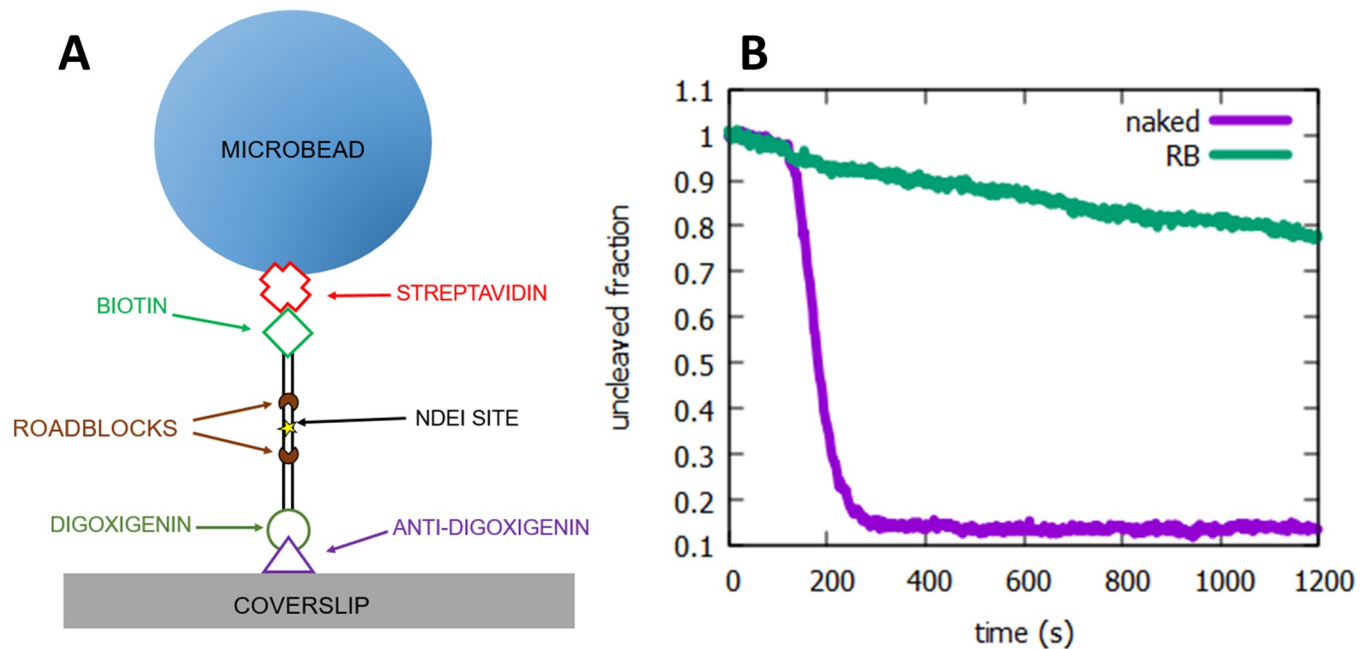 A
MICROBEAD
BIOTIN
STREPTAVIDIN
ROADBLOCKS
NDEI SITE
DIGOXIGENIN
ANTI-DIGOXIGENIN
COVERSLIP
B
uncleaved fraction
1.1
1
0.9
0.8
0.7
0.6
0.5
0.4
0.3
0.2
0.1
naked
RB
0 200 400 600 800 1000 1200
time (s)